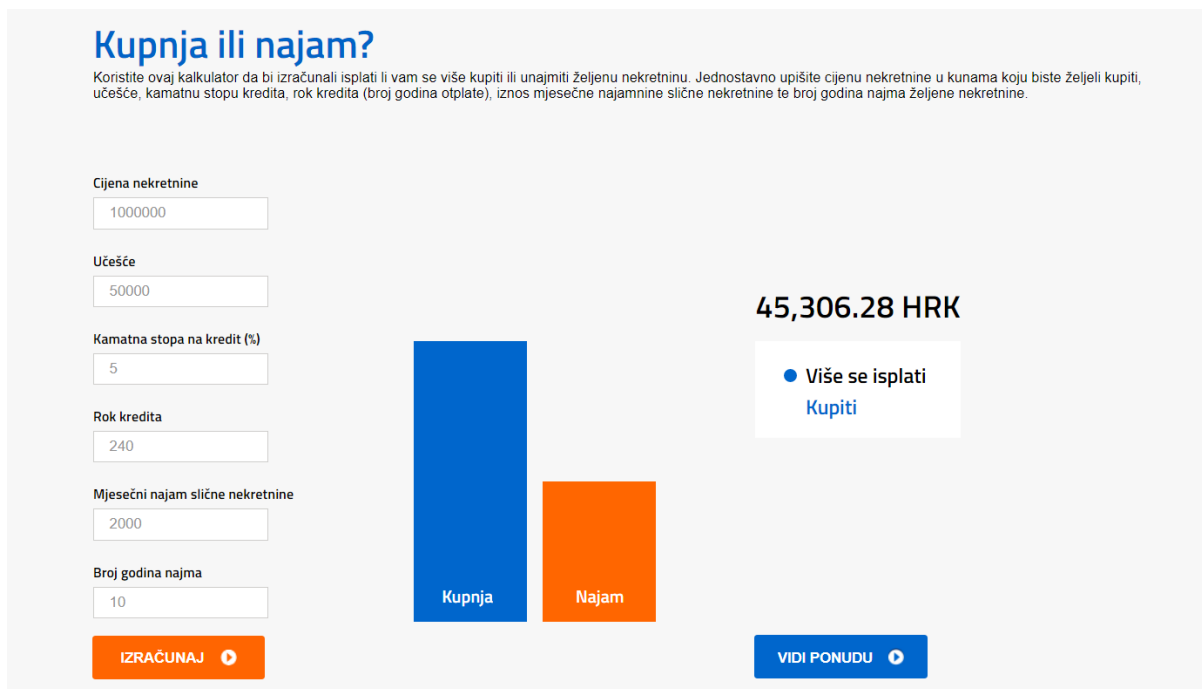 Kupnja ili najam?
Koristite ovaj kalkulator da bi izračunali isplati li vam se više kupiti ili unajmiti željenu nekretninu. Jednostavno upišite cijenu nekretnine u kunama koju biste željeli kupiti,
učešće, kamatnu stopu kredita, rok kredita (broj godina otplate), iznos mjesečne najamnine slične nekretnine te broj godina najma željene nekretnine.
Cijena nekretnine
1000000
Učešće
50000
Kamatna stopa na kredit (%)
5
Rok kredita
240
Mjesečni najam slične nekretnine
2000
Broj godina najma
10
IZRAČUNAJ
Kupnja
Najam
45,306.28 HRK
Više se isplati
Kupiti
VIDI PONUDU